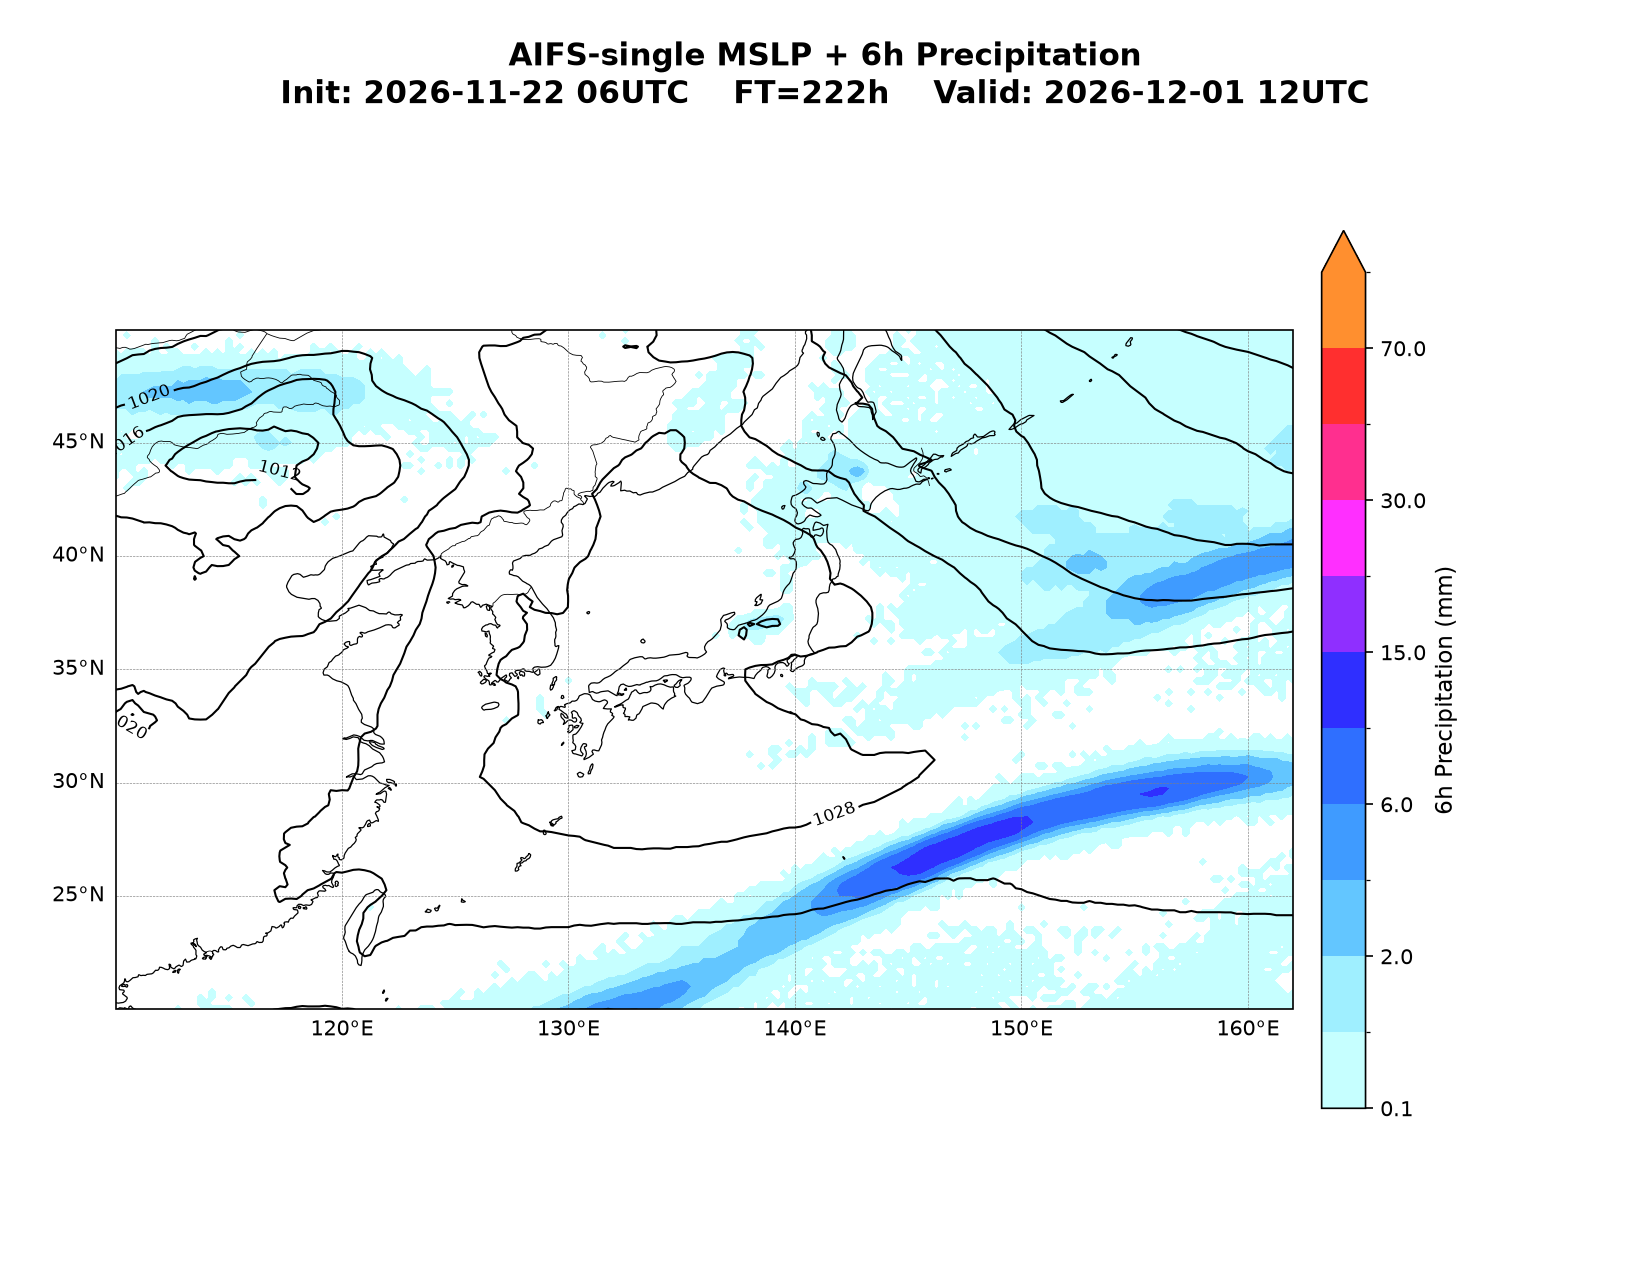 AIFS-single MSLP + 6h Precipitation
Init: 2026-11-22 06UTC    FT=222h    Valid: 2026-12-01 12UTC
70.0
30.0
15.0
6.0
2.0
0.1
6h Precipitation (mm)
45°N
40°N
35°N
30°N
25°N
120°E
130°E
140°E
150°E
160°E
1020
016
1012
020
1028